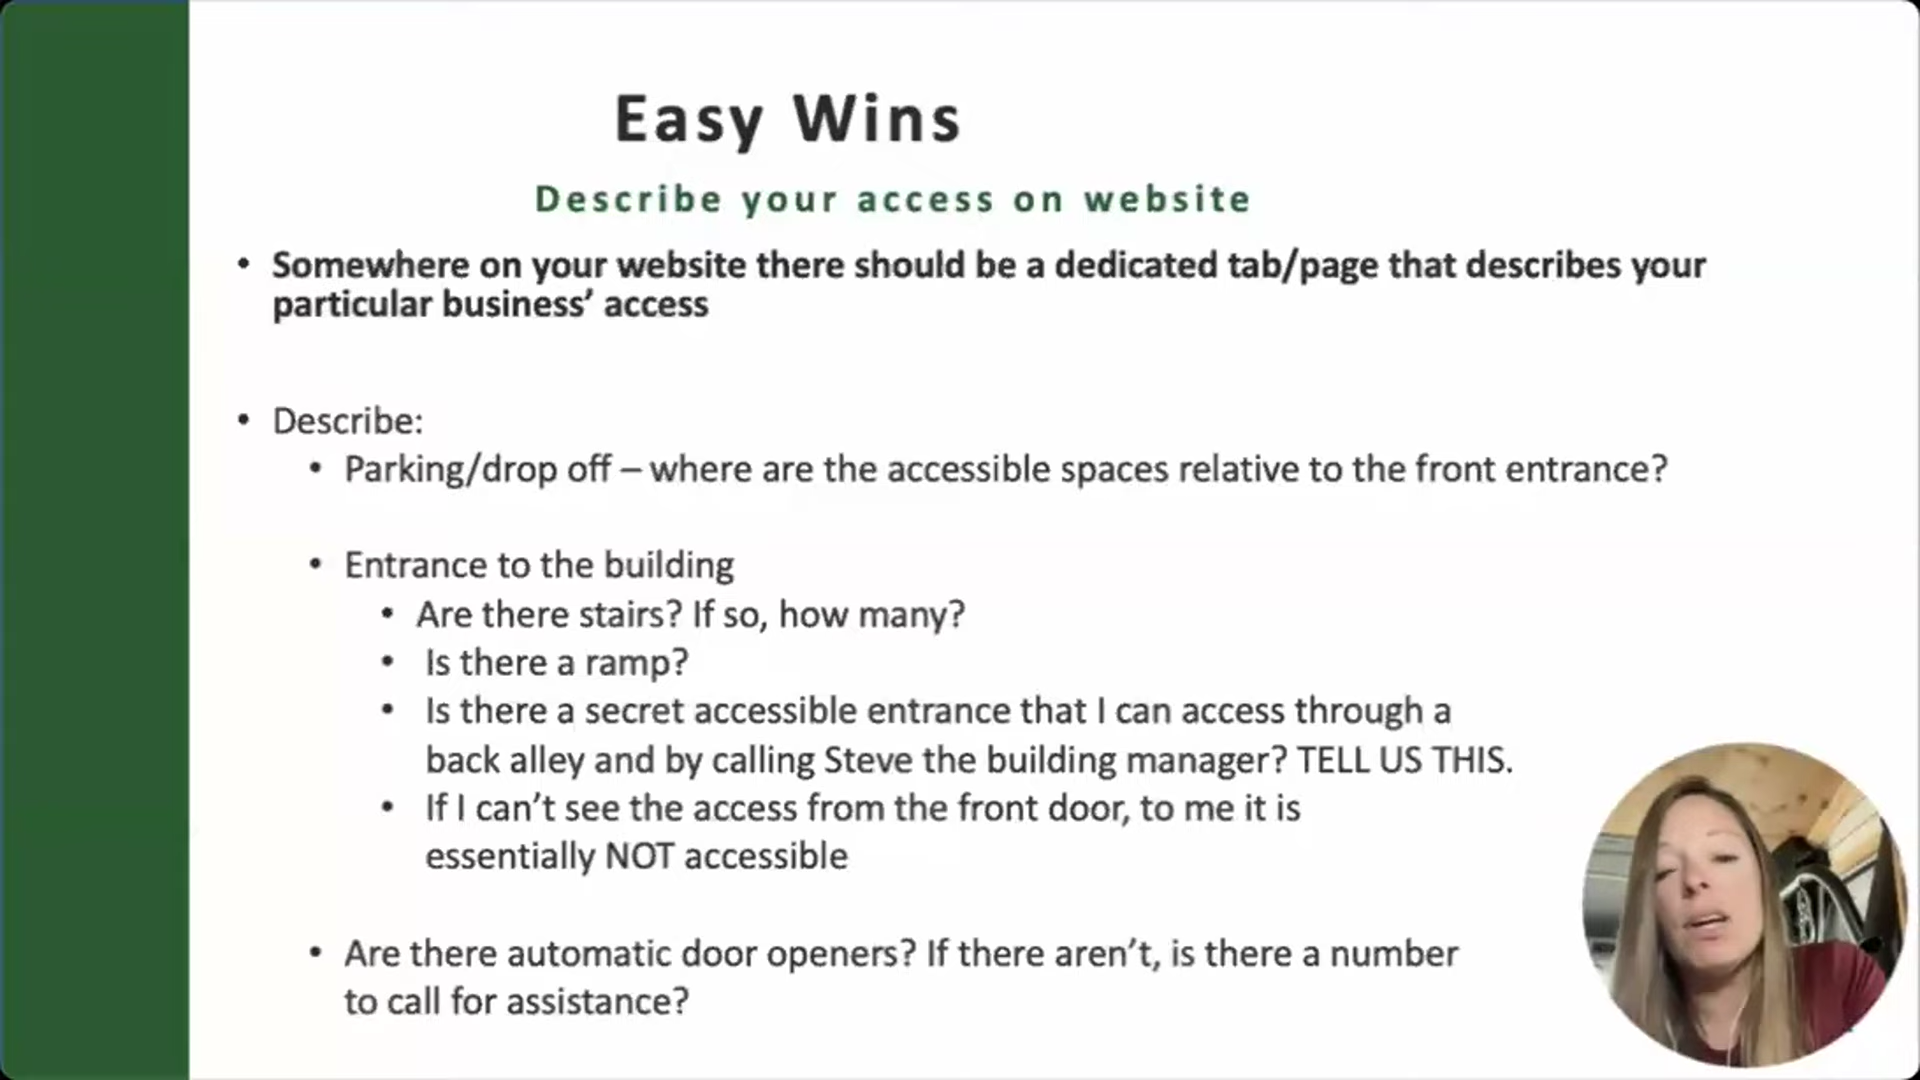 Easy Wins
Describe your access on website
• Somewhere on your website there should be a dedicated tab/page that describes your
particular business’ access
• Describe:
• Parking/drop off – where are the accessible spaces relative to the front entrance?
• Entrance to the building
• Are there stairs? If so, how many?
• Is there a ramp?
• Is there a secret accessible entrance that I can access through a
back alley and by calling Steve the building manager? TELL US THIS.
• If I can’t see the access from the front door, to me it is
essentially NOT accessible
• Are there automatic door openers? If there aren’t, is there a number
to call for assistance?